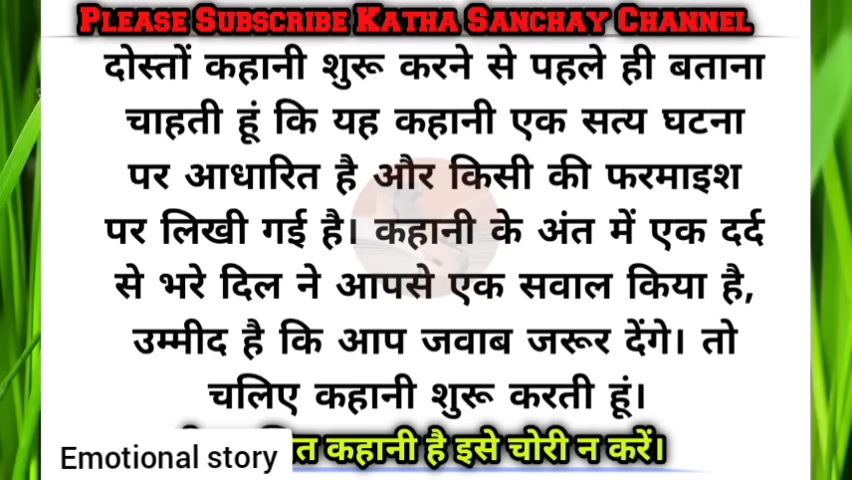 PLEASE SUBSCRIBE KATHA SANCHAY CHANNEL
दोस्तों कहानी शुरू करने से पहले ही बताना
चाहती हूं कि यह कहानी एक सत्य घटना
पर आधारित है और किसी की फरमाइश
पर लिखी गई है। कहानी के अंत में एक दर्द
से भरे दिल ने आपसे एक सवाल किया है,
उम्मीद है कि आप जवाब जरूर देंगे। तो
चलिए कहानी शुरू करती हूं।
कहानी है इसे चोरी न करें।
Emotional story